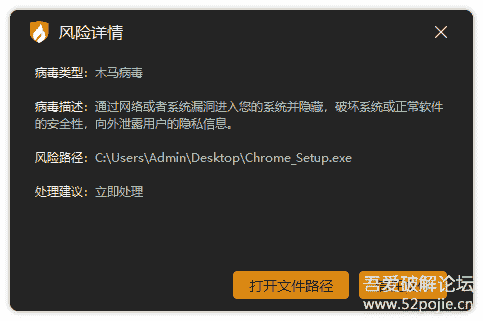 风险详情
病毒类型：木马病毒
病毒描述：通过网络或者系统漏洞进入您的系统并隐藏，破坏系统或正常软件
的安全性，向外泄露用户的隐私信息。
风险路径：C:\Users\Admin\Desktop\Chrome_Setup.exe
处理建议：立即处理
打开文件路径
吾爱破解论坛
www.52pojie.cn